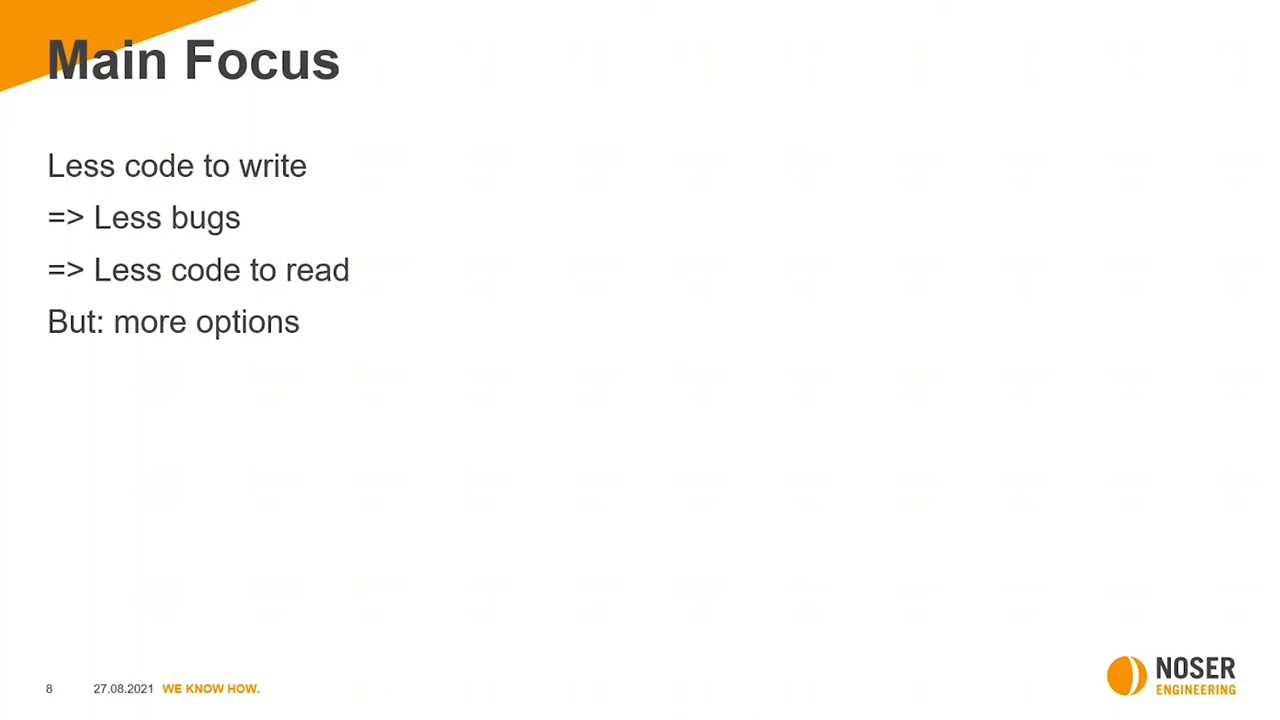 Main Focus
Less code to write
=> Less bugs
=> Less code to read
But: more options
8 27.08.2021 WE KNOW HOW.
NOSER
ENGINEERING